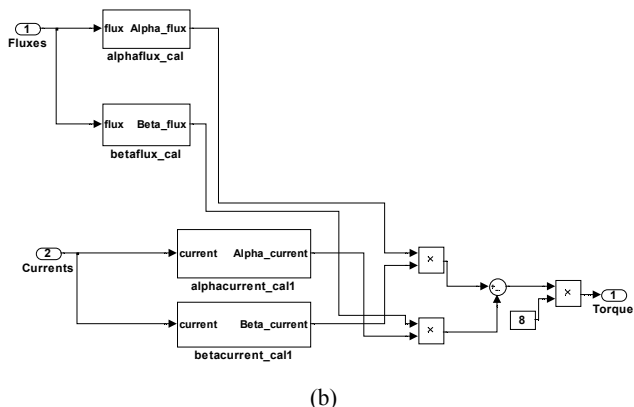 1
Fluxes
flux Alpha_flux
alphaflux_cal
flux Beta_flux
betaflux_cal
2
Currents
current Alpha_current
alphacurrent_cal1
current Beta_current
betacurrent_cal1
×
×
+
-
8
×
1
Torque
(b)